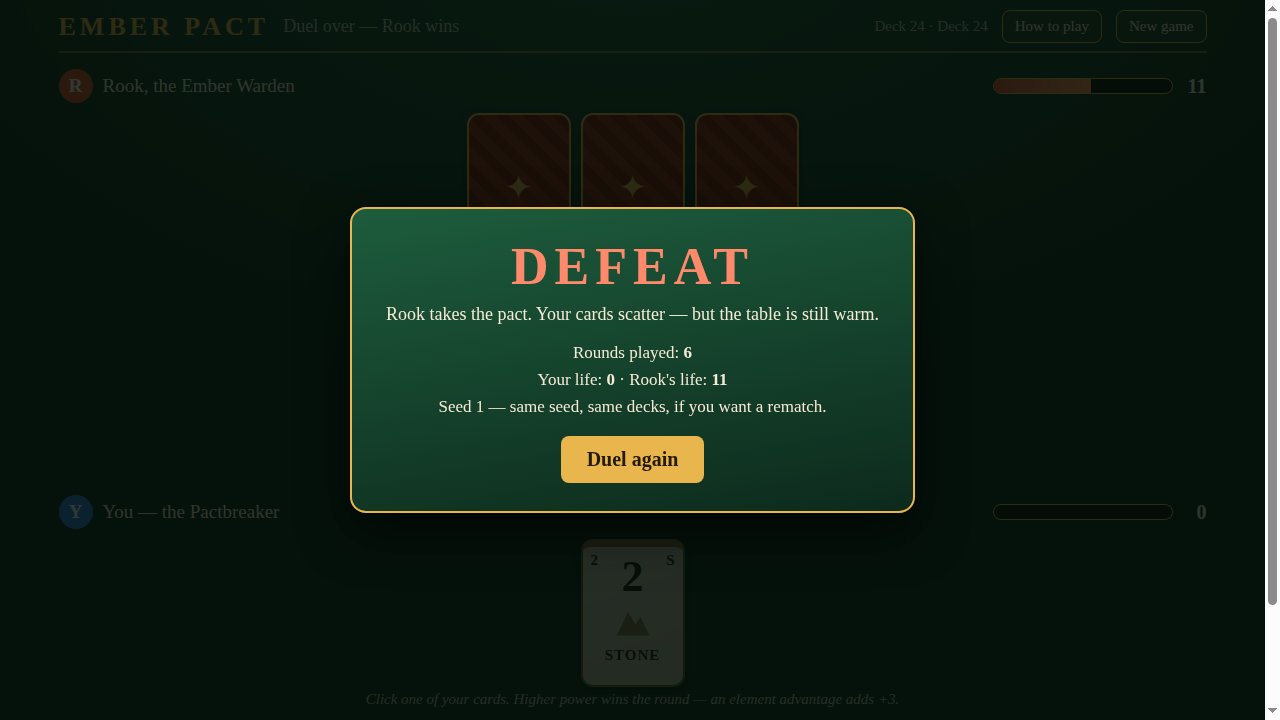 EMBER PACT
Duel over — Rook wins
Deck 24 · Deck 24
How to play
New game
R
Rook, the Ember Warden
11
DEFEAT
Rook takes the pact. Your cards scatter — but the table is still warm.
Rounds played: 6
Your life: 0 · Rook's life: 11
Seed 1 — same seed, same decks, if you want a rematch.
Duel again
Y
You — the Pactbreaker
0
2
S
2
STONE
Click one of your cards. Higher power wins the round — an element advantage adds +3.